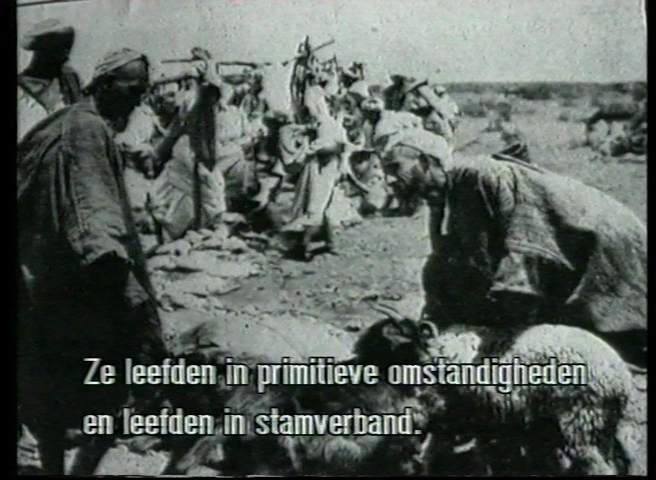 Ze leefden in primitieve omstandigheden
en leefden in stamverband.